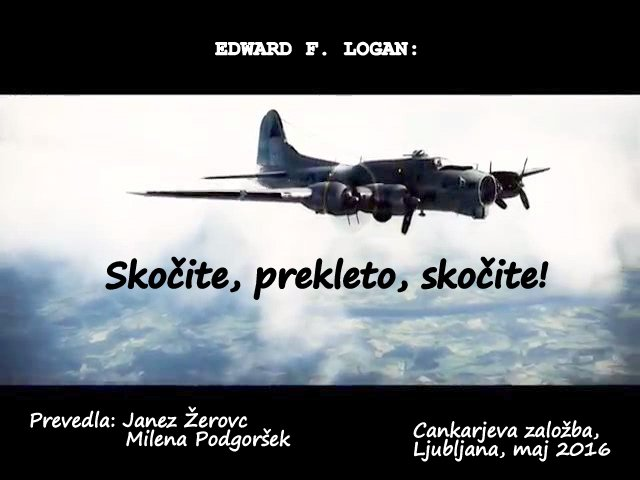 EDWARD F. LOGAN:
Skočite, prekleto, skočite!
Prevedla: Janez Žerovc
Milena Podgoršek
Cankarjeva založba,
Ljubljana, maj 2016